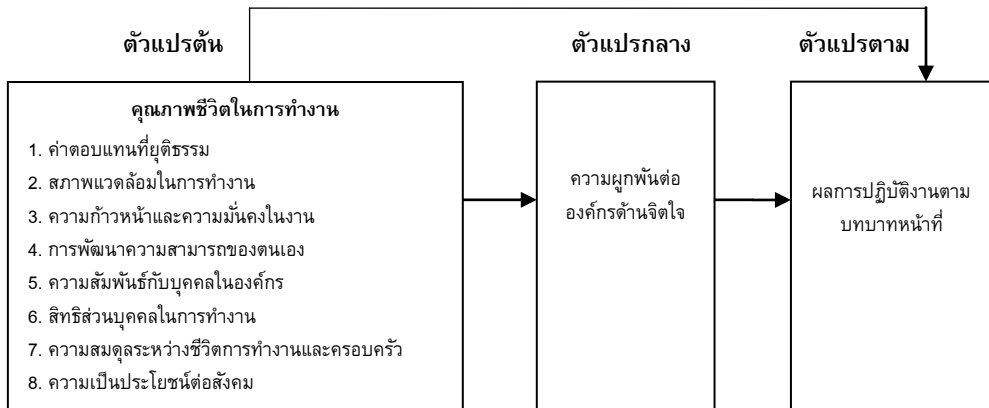 ตัวแปรต้น
ตัวแปรกลาง
ตัวแปรตาม
คุณภาพชีวิตในการทำงาน
1. ค่าตอบแทนที่ยุติธรรม
2. สภาพแวดล้อมในการทำงาน
3. ความก้าวหน้าและความมั่นคงในงาน
4. การพัฒนาความสามารถของตนเอง
5. ความสัมพันธ์กับบุคคลในองค์กร
6. สิทธิส่วนบุคคลในการทำงาน
7. ความสมดุลระหว่างชีวิตการทำงานและครอบครัว
8. ความเป็นประโยชน์ต่อสังคม
ความผูกพันต่อ
องค์กรด้านจิตใจ
ผลการปฏิบัติงานตาม
บทบาทหน้าที่